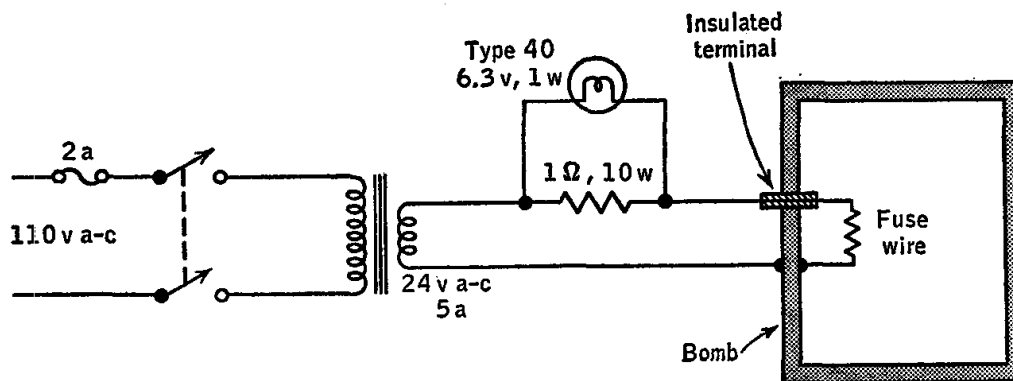 Insulated
terminal
Type 40
6.3 v, 1 w
2 a
1 Ω, 10 w
110 v a-c
Fuse
wire
24 v a-c
5 a
Bomb